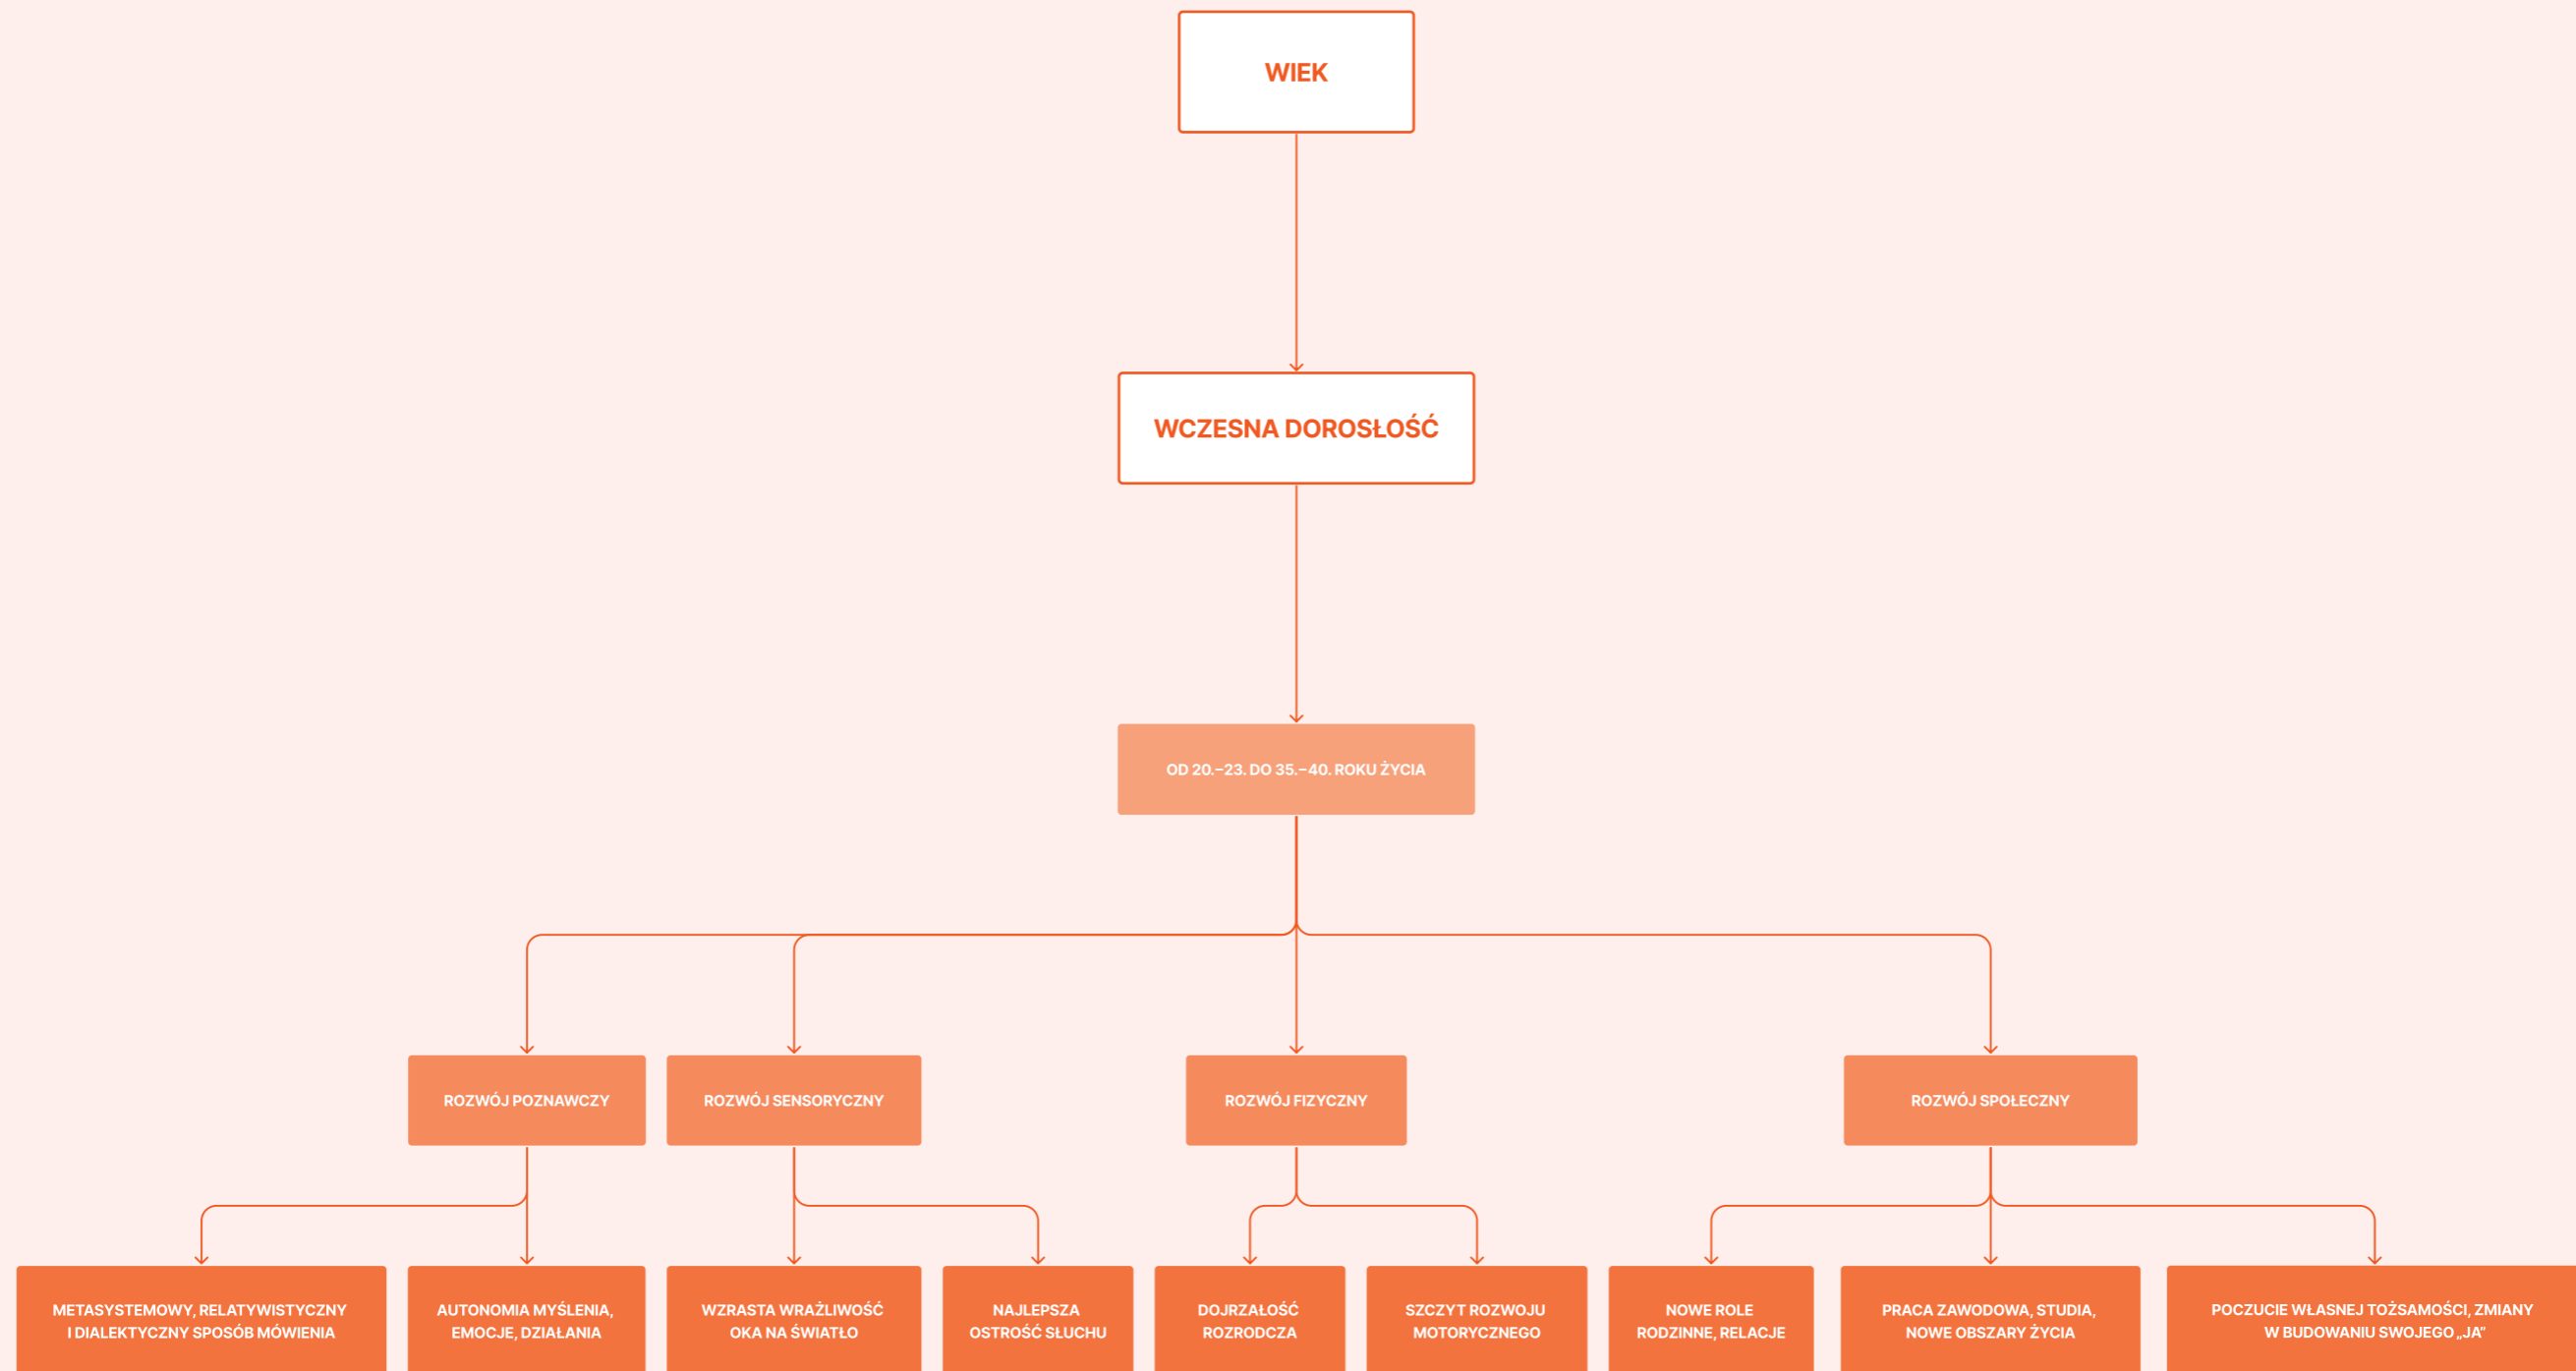 WIEK
WCZESNA DOROSŁOŚĆ
OD 20.–23. DO 35.–40. ROKU ŻYCIA
ROZWÓJ POZNAWCZY
ROZWÓJ SENSORYCZNY
ROZWÓJ FIZYCZNY
ROZWÓJ SPOŁECZNY
METASYSTEMOWY, RELATYWISTYCZNY
I DIALEKTYCZNY SPOSÓB MÓWIENIA
AUTONOMIA MYŚLENIA,
EMOCJE, DZIAŁANIA
WZRASTA WRAŻLIWOŚĆ
OKA NA ŚWIATŁO
NAJLEPSZA
OSTROŚĆ SŁUCHU
DOJRZAŁOŚĆ
ROZRODCZA
SZCZYT ROZWOJU
MOTORYCZNEGO
NOWE ROLE
RODZINNE, RELACJE
PRACA ZAWODOWA, STUDIA,
NOWE OBSZARY ŻYCIA
POCZUCIE WŁASNEJ TOŻSAMOŚCI, ZMIANY
W BUDOWANIU SWOJEGO „JA”